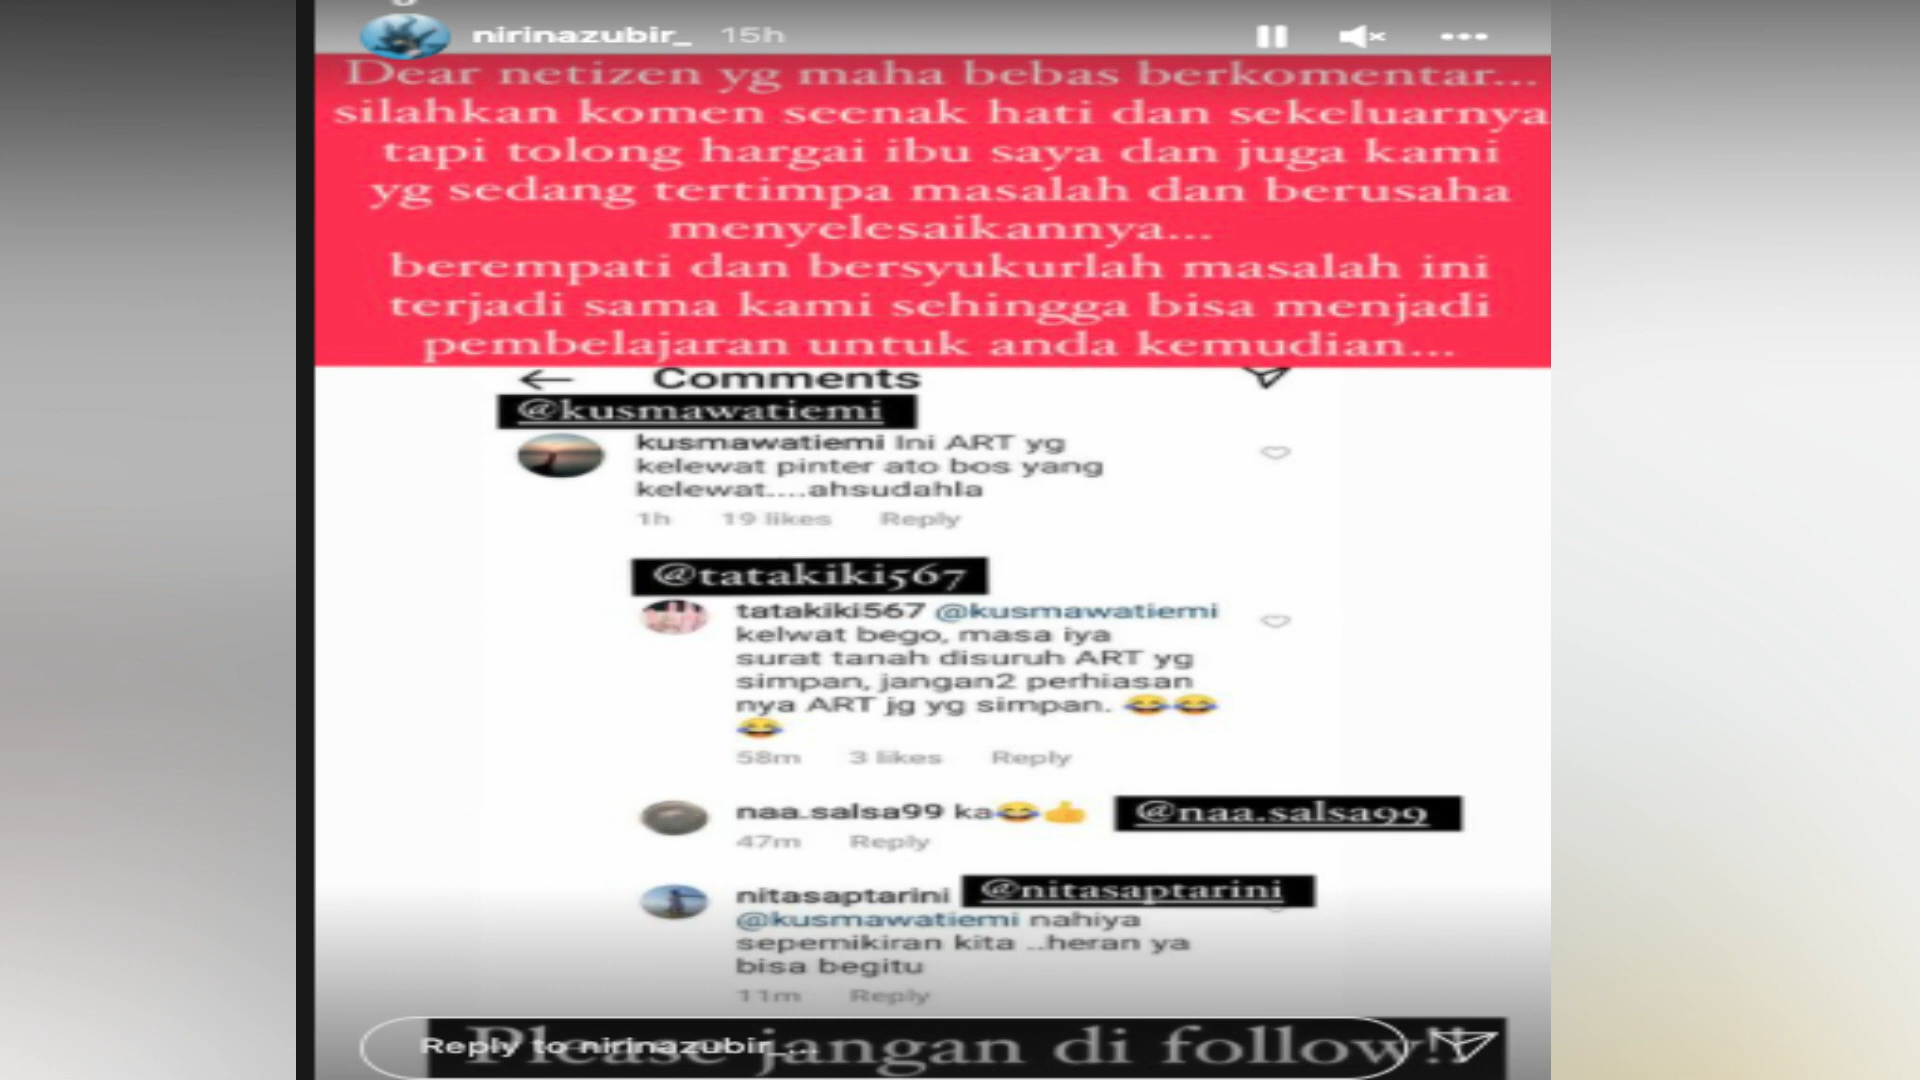 nirinazubir_ 15h
Dear netizen yg maha bebas berkomentar...
silahkan komen seenak hati dan sekeluarnya
tapi tolong hargai ibu saya dan juga kami
yg sedang tertimpa masalah dan berusaha
menyelesaikannya...
berempati dan bersyukurlah masalah ini
terjadi sama kami sehingga bisa menjadi
pembelajaran untuk anda kemudian...
Comments
@kusmawatiemi
kusmawatiemi Ini ART yg
kelewat pinter ato bos yang
kelewat....ahsudahla
1h 19 likes Reply
@tatakiki567
tatakiki567 @kusmawatiemi
kelwat bego, masa iya
surat tanah disuruh ART yg
simpan, jangan2 perhiasan
nya ART jg yg simpan. 😂😂
😂
58m 3 likes Reply
naa.salsa99 ka😂👍 @naa.salsa99
47m Reply
nitasaptarini @nitasaptarini
@kusmawatiemi nahiya
sepemikiran kita ..heran ya
bisa begitu
11m Reply
Please jangan di follow!!
Reply to nirinazubir_...